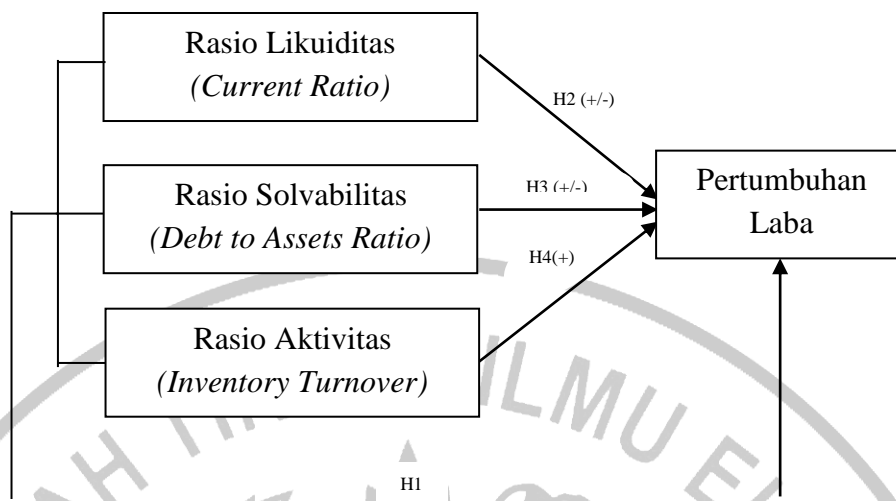 Rasio Likuiditas
(Current Ratio)
H2 (+/-)
Rasio Solvabilitas
(Debt to Assets Ratio)
H3 (+/-)
Pertumbuhan
Laba
H4(+)
Rasio Aktivitas
(Inventory Turnover)
H1